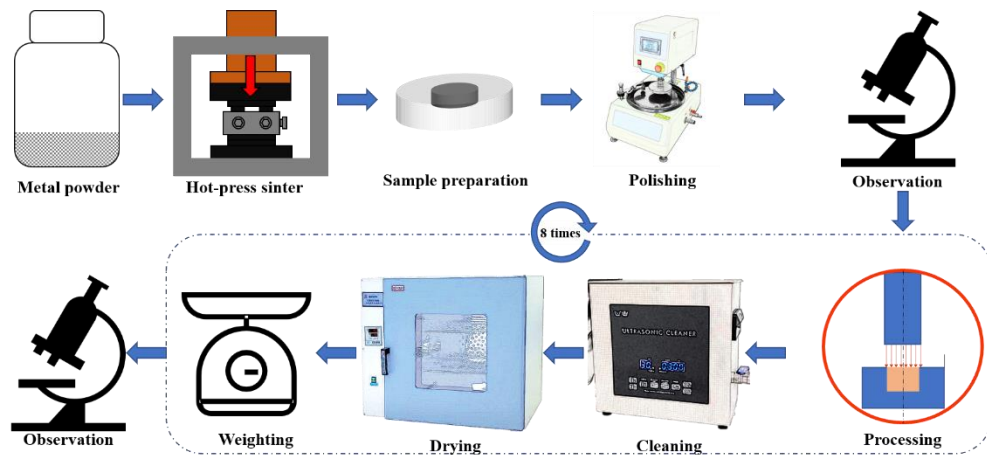 Metal powder
Hot-press sinter
Sample preparation
Polishing
Observation
8 times
ULTRASONIC CLEANER
Observation
Weighting
Drying
Cleaning
Processing